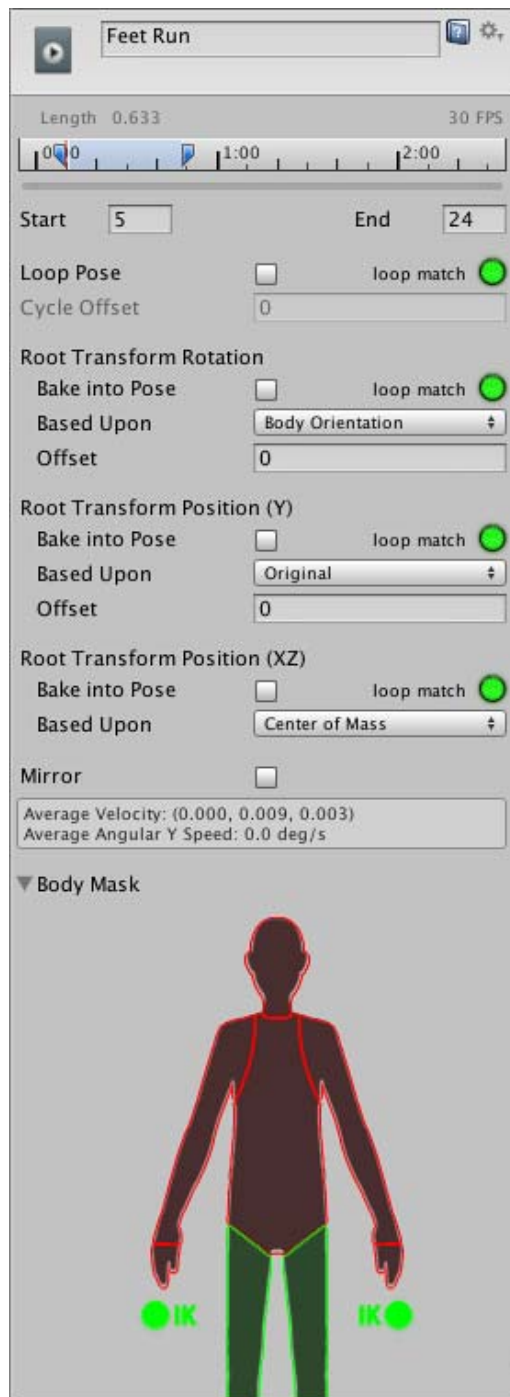 Feet Run
Length 0.633 30 FPS
0:00 1:00 2:00
Start 5 End 24
Loop Pose loop match
Cycle Offset 0
Root Transform Rotation
Bake into Pose loop match
Based Upon Body Orientation
Offset 0
Root Transform Position (Y)
Bake into Pose loop match
Based Upon Original
Offset 0
Root Transform Position (XZ)
Bake into Pose loop match
Based Upon Center of Mass
Mirror
Average Velocity: (0.000, 0.009, 0.003)
Average Angular Y Speed: 0.0 deg/s
Body Mask
IK IK